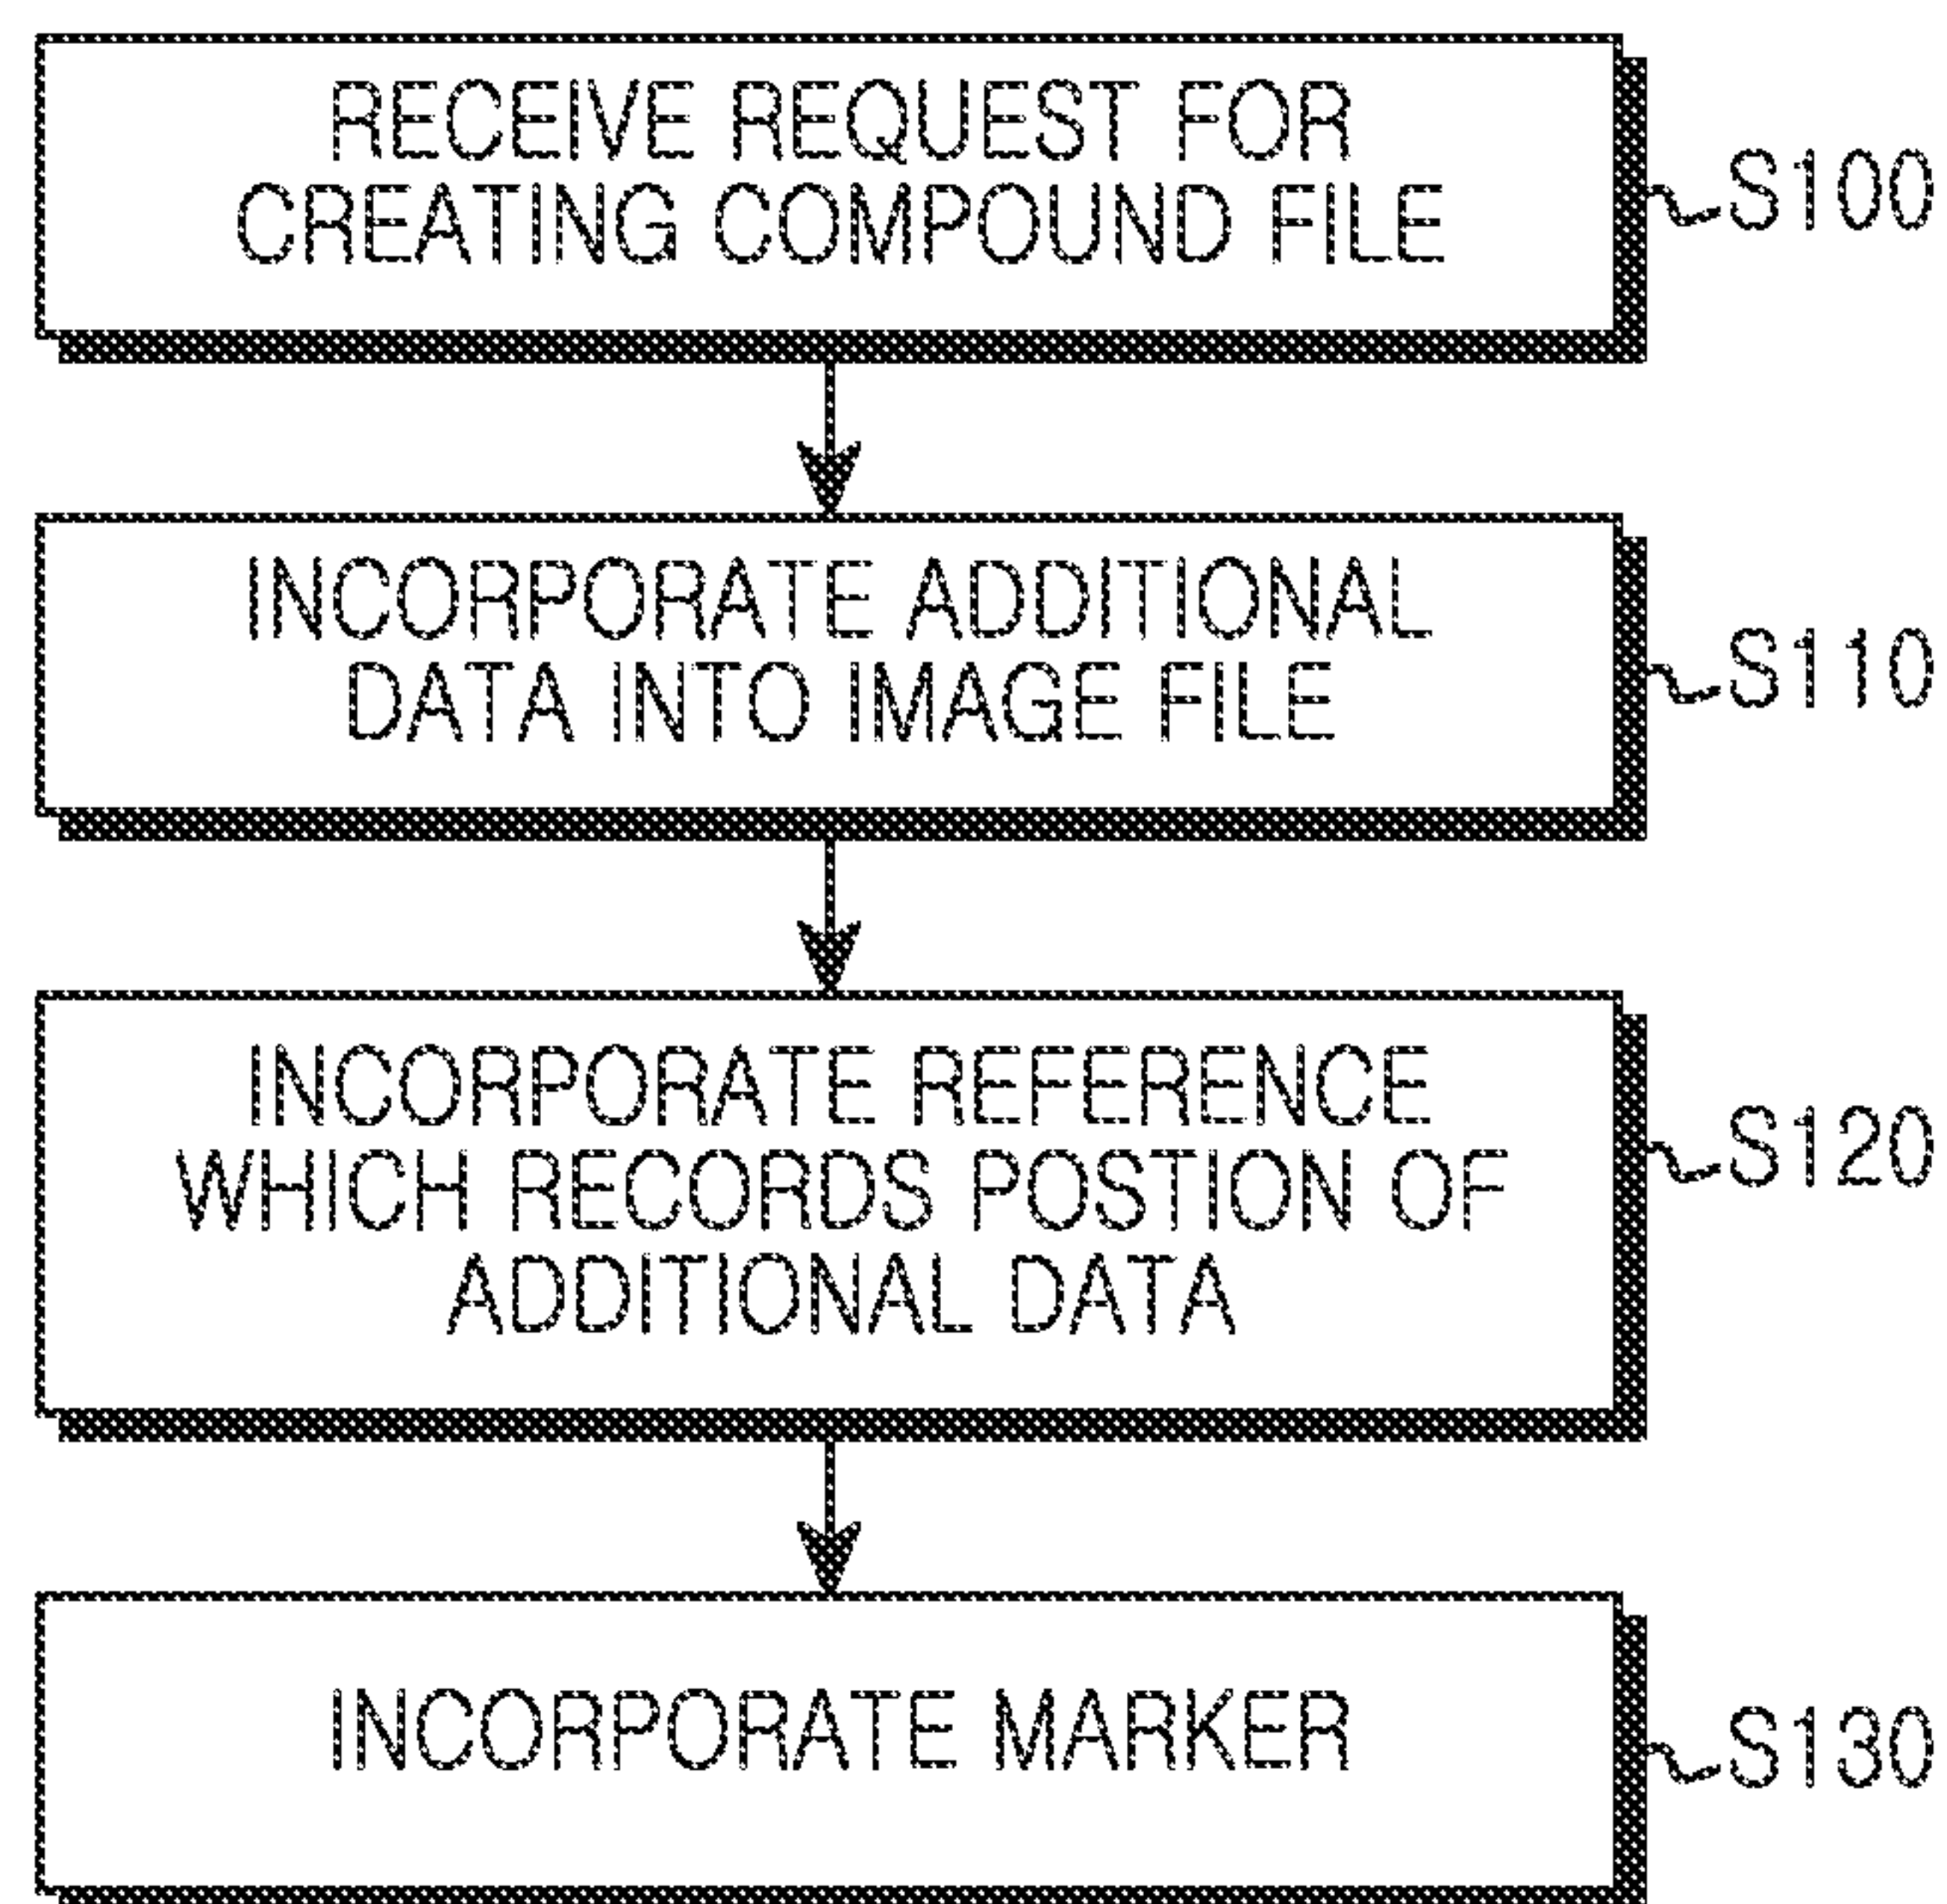 RECEIVE REQUEST FOR
CREATING COMPOUND FILE
S100
INCORPORATE ADDITIONAL
DATA INTO IMAGE FILE
S110
INCORPORATE REFERENCE
WHICH RECORDS POSTION OF
ADDITIONAL DATA
S120
INCORPORATE MARKER
S130